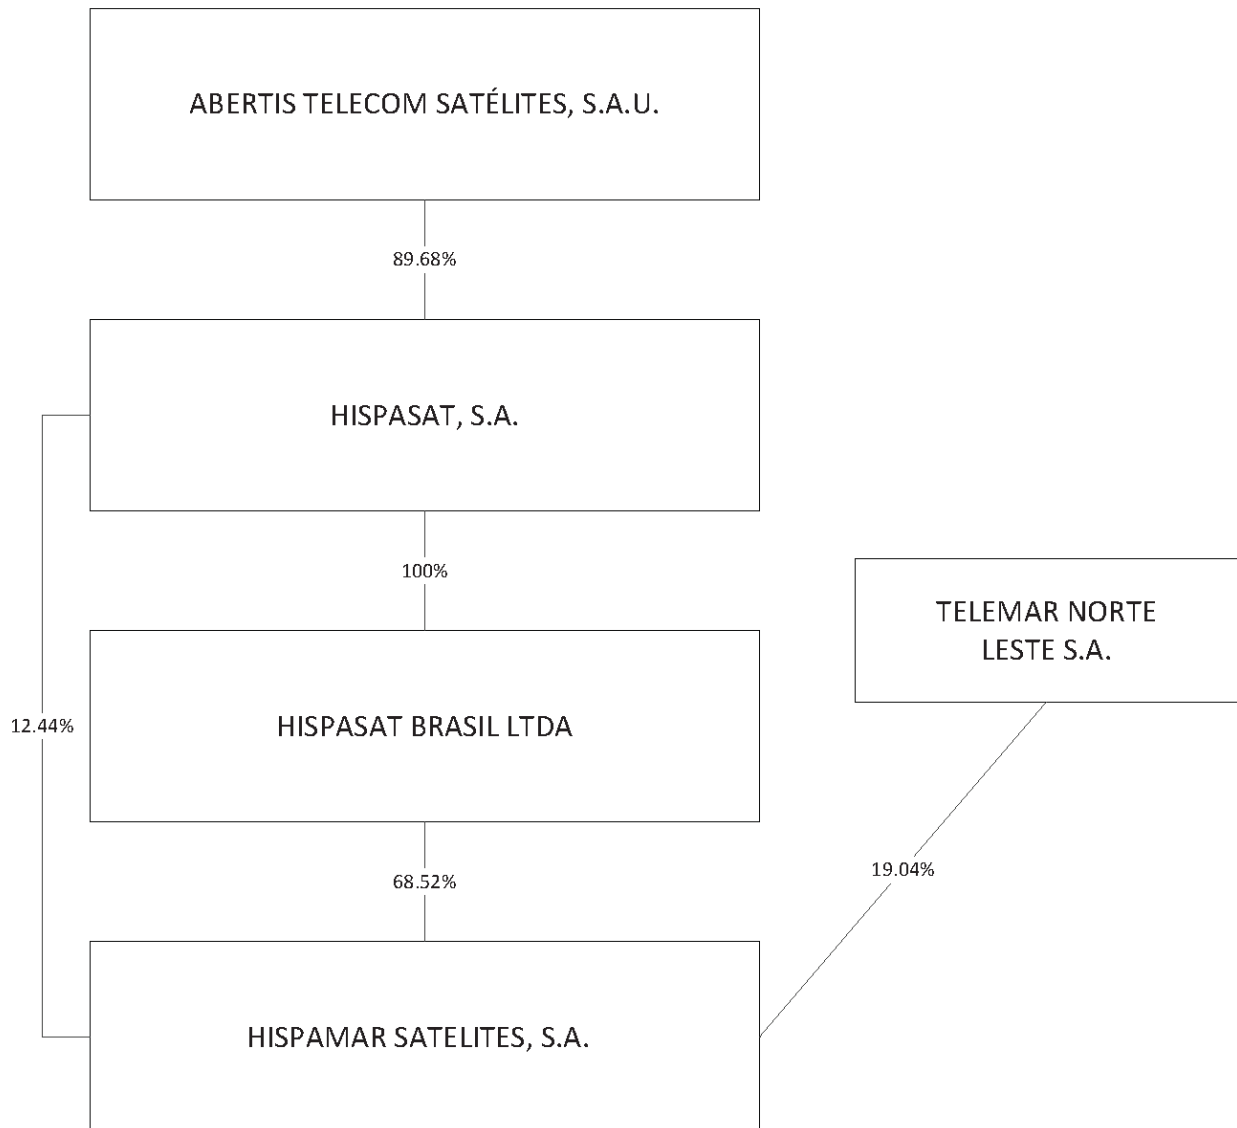 ABERTIS TELECOM SATÉLITES, S.A.U.
89.68%
HISPASAT, S.A.
100%
TELEMAR NORTE
LESTE S.A.
HISPASAT BRASIL LTDA
12.44%
19.04%
68.52%
HISPAMAR SATELITES, S.A.